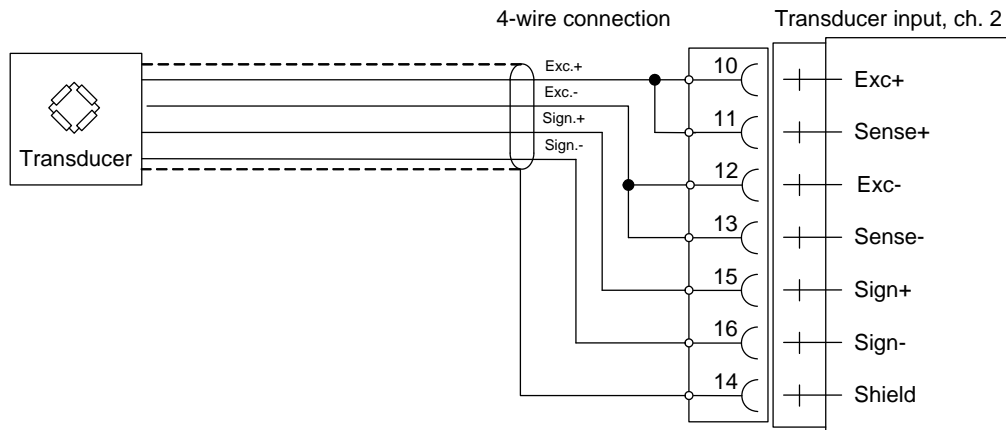 4-wire connection
Transducer input, ch. 2
Transducer
Exc.+
Exc.-
Sign.+
Sign.-
10
Exc+
11
Sense+
12
Exc-
13
Sense-
15
Sign+
16
Sign-
14
Shield